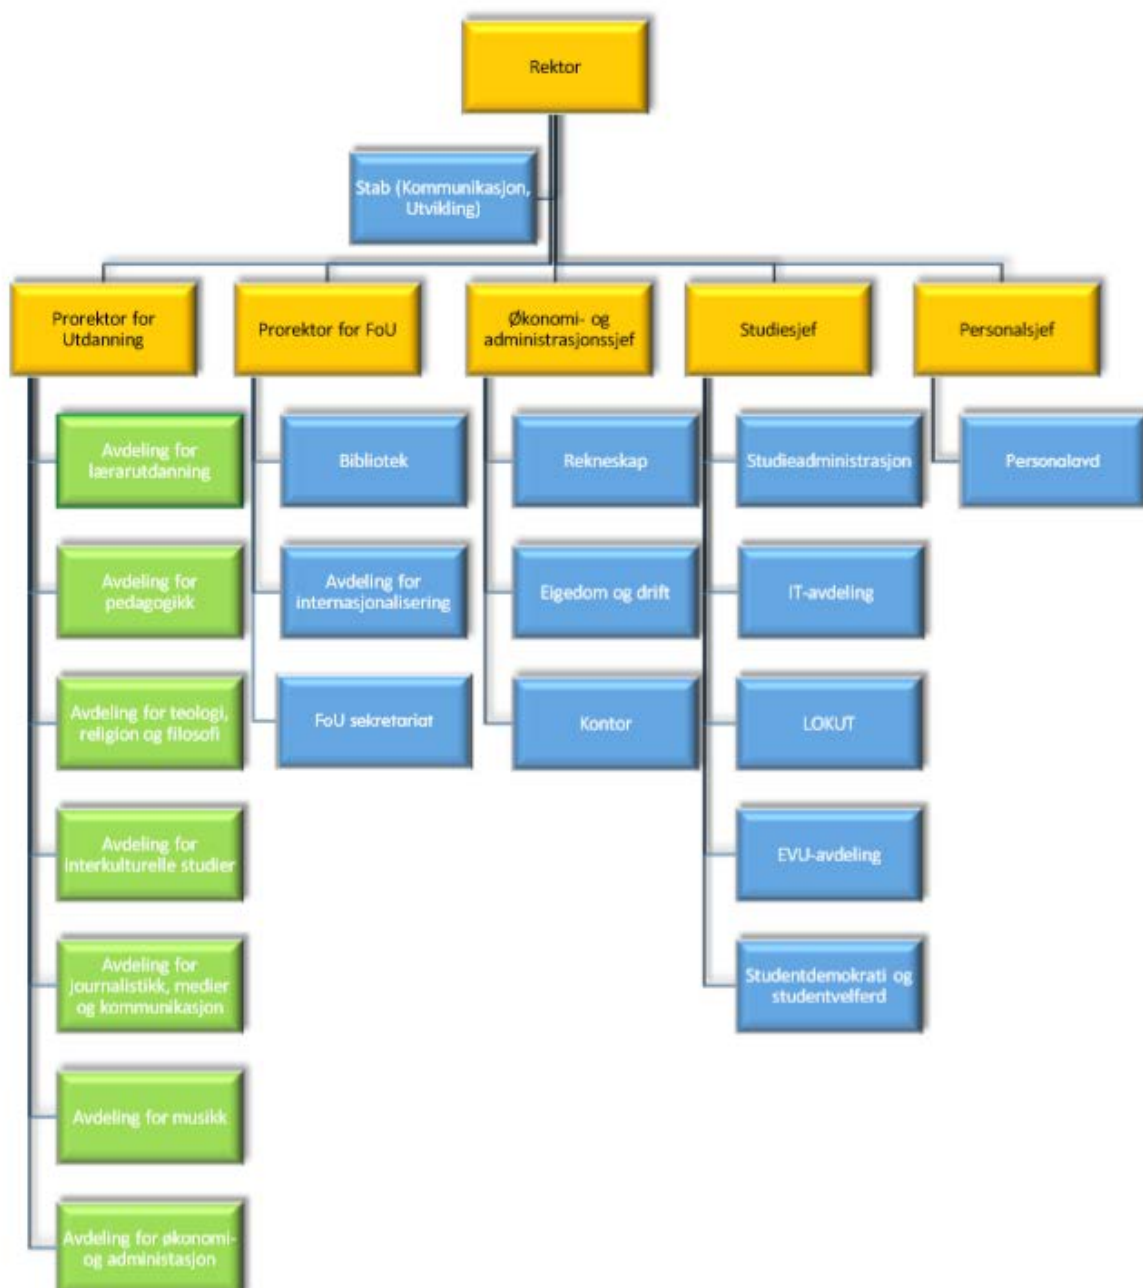 Rektor
Stab (Kommunikasjon,
Utvikling)
Prorektor for
Utdanning
Prorektor for FoU
Økonomi- og
administrasjonssjef
Studiesjef
Personalsjef
Avdeling for
lærarutdanning
Bibliotek
Rekneskap
Studieadministrasjon
Personalavd
Avdeling for
pedagogikk
Avdeling for
internasjonalisering
Eigedom og drift
IT-avdeling
Avdeling for teologi,
religion og filosofi
FoU sekretariat
Kontor
LOKUT
Avdeling for
interkulturelle studier
EVU-avdeling
Avdeling for
journalistikk, medier
og kommunikasjon
Studentdemokrati og
studentvelferd
Avdeling for musikk
Avdeling for økonomi-
og administasjon